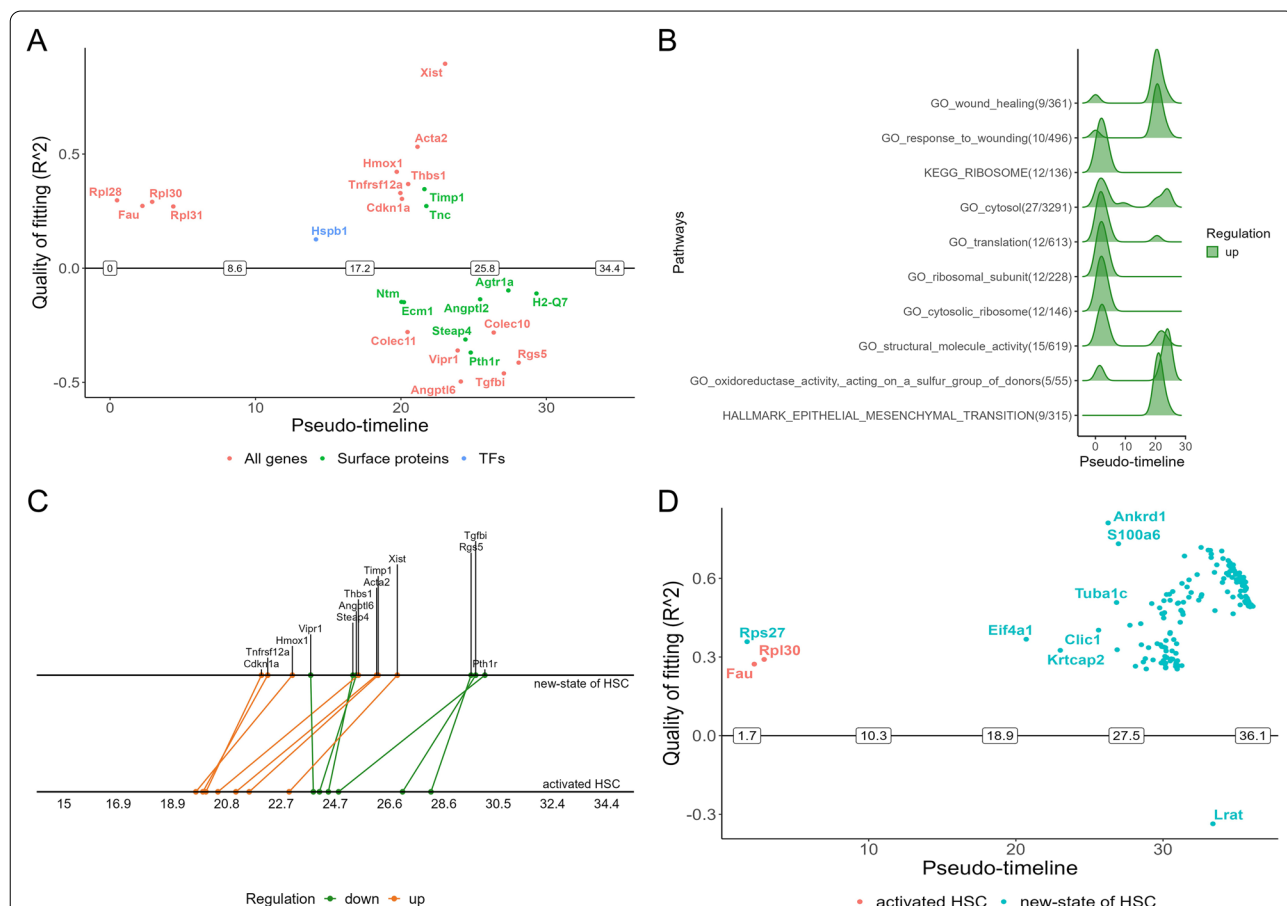 A
Quality of fitting (R^2)
0.5
0.0
-0.5
Xist
Acta2
Hmox1
Thbs1
Tnfrsf12a
Timp1
Cdkn1a
Tnc
Rpl28
Rpl30
Fau
Rpl31
Hspb1
0 8.6 17.2 25.8 34.4
Agtr1a
Ntm
H2-Q7
Ecm1
Angptl2
Colec10
Steap4
Colec11
Vipr1
Pth1r
Rgs5
Angptl6
Tgfbi
0 10 20 30
Pseudo-timeline
All genes Surface proteins TFs
B
Pathways
GO_wound_healing(9/361)
GO_response_to_wounding(10/496)
KEGG_RIBOSOME(12/136)
GO_cytosol(27/3291)
GO_translation(12/613)
GO_ribosomal_subunit(12/228)
GO_cytosolic_ribosome(12/146)
GO_structural_molecule_activity(15/619)
GO_oxidoreductase_activity,_acting_on_a_sulfur_group_of_donors(5/55)
HALLMARK_EPITHELIAL_MESENCHYMAL_TRANSITION(9/315)
0 10 20 30
Pseudo-timeline
Regulation
up
C
Tgfbi
Rgs5
Xist
Timp1
Acta2
Thbs1
Angptl6
Steap4
Vipr1
Hmox1
Tnfrsf12a
Cdkn1a
Pth1r
new-state of HSC
activated HSC
15 16.9 18.9 20.8 22.7 24.7 26.6 28.6 30.5 32.4 34.4
Regulation down up
D
Quality of fitting (R^2)
0.6
0.3
0.0
-0.3
Ankrd1
S100a6
Tuba1c
Rps27
Eif4a1
Clic1
Rpl30
Krtcap2
Fau
1.7 10.3 18.9 27.5 36.1
Lrat
10 20 30
Pseudo-timeline
activated HSC new-state of HSC